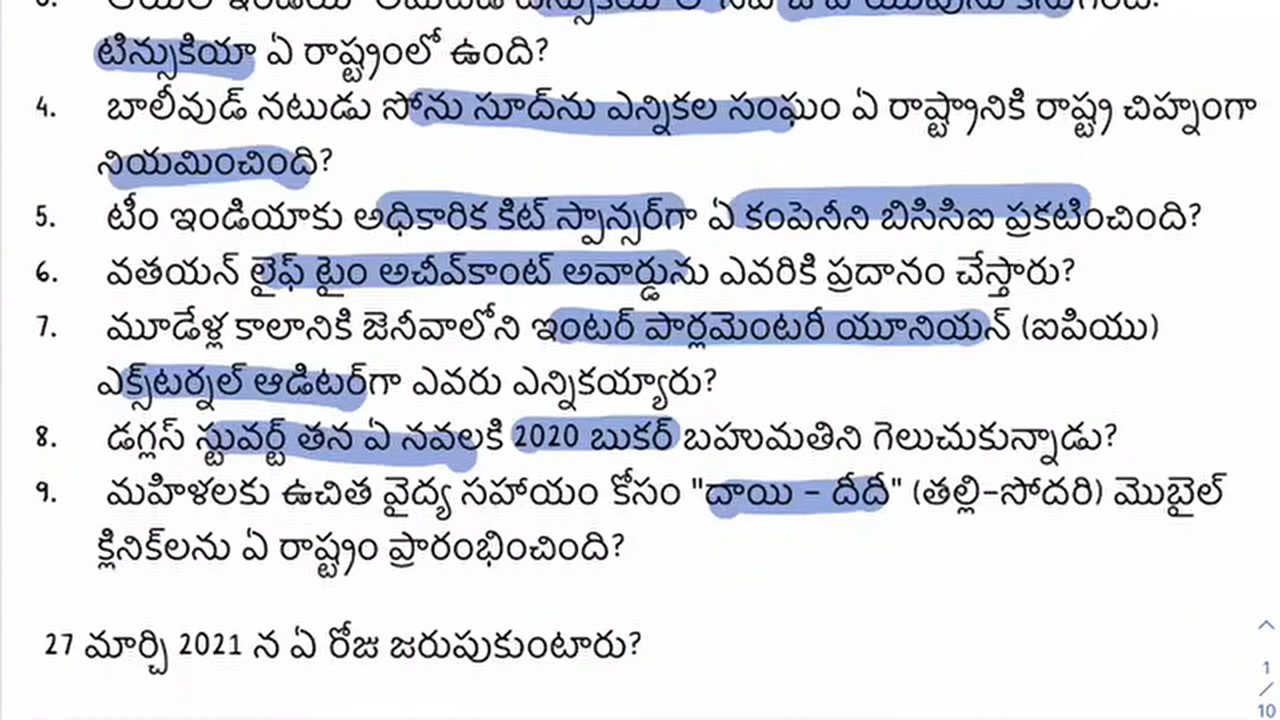 టిన్సుకియా ఏ రాష్ట్రంలో ఉంది?
4. బాలీవుడ్ నటుడు సోను సూద్‌ను ఎన్నికల సంఘం ఏ రాష్ట్రానికి రాష్ట్ర చిహ్నంగా
నియమించింది?
5. టీం ఇండియాకు అధికారిక కిట్ స్పాన్సర్‌గా ఏ కంపెనీని బిసిసిఐ ప్రకటించింది?
6. వతయన్ లైఫ్ టైం అచీవ్‌కాంట్ అవార్డును ఎవరికి ప్రదానం చేస్తారు?
7. మూడేళ్ల కాలానికి జెనీవాలోని ఇంటర్ పార్లమెంటరీ యూనియన్ (ఐపియు)
ఎక్స్‌టర్నల్ ఆడిటర్‌గా ఎవరు ఎన్నికయ్యారు?
8. డగ్లస్ స్టువర్ట్ తన ఏ నవలకి 2020 బుకర్ బహుమతిని గెలుచుకున్నాడు?
9. మహిళలకు ఉచిత వైద్య సహాయం కోసం "దాయి - దీదీ" (తల్లి-సోదరి) మొబైల్
క్లినిక్‌లను ఏ రాష్ట్రం ప్రారంభించింది?
27 మార్చి 2021 న ఏ రోజు జరుపుకుంటారు?
1
/
10